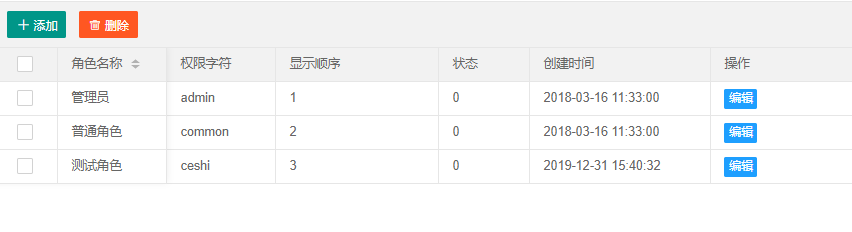 添加 删除
角色名称 权限字符 显示顺序 状态 创建时间 操作
管理员 admin 1 0 2018-03-16 11:33:00 编辑
普通角色 common 2 0 2018-03-16 11:33:00 编辑
测试角色 ceshi 3 0 2019-12-31 15:40:32 编辑